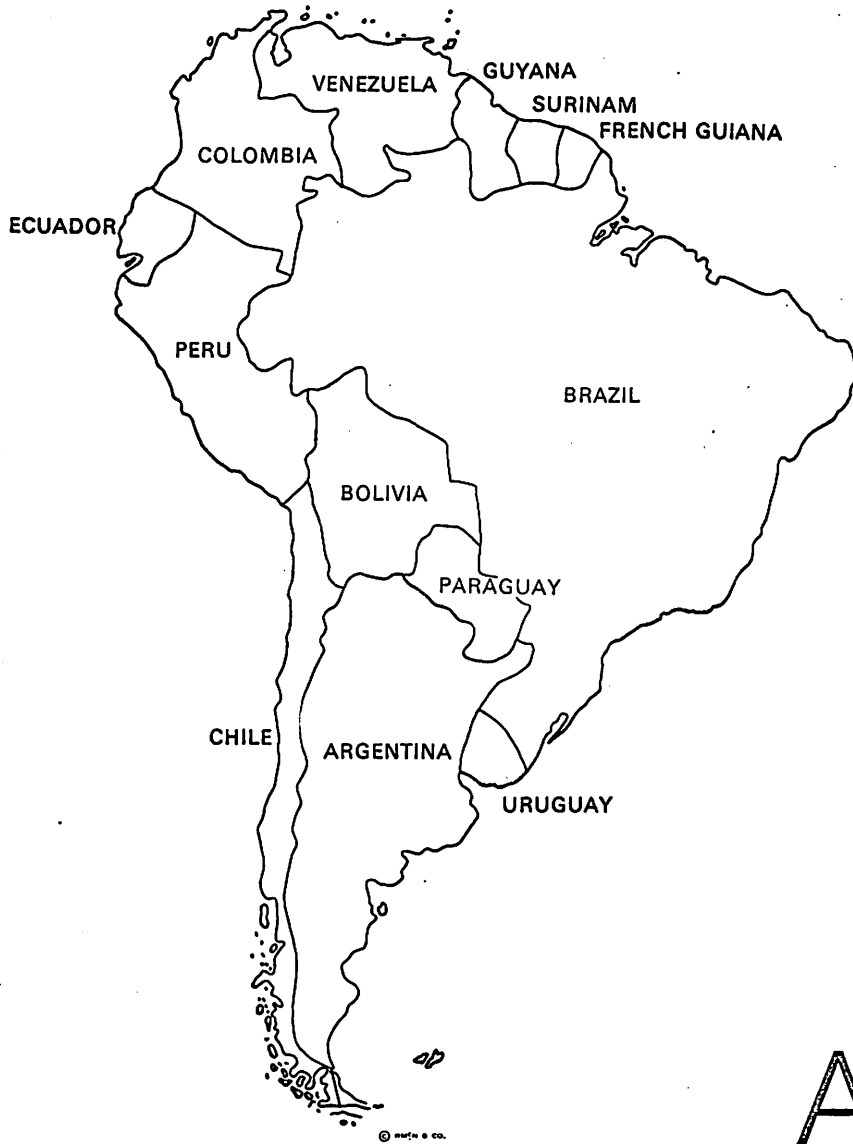 GUYANA
VENEZUELA
SURINAM
FRENCH GUIANA
COLOMBIA
ECUADOR
PERU
BRAZIL
BOLIVIA
PARAGUAY
CHILE
ARGENTINA
URUGUAY
A